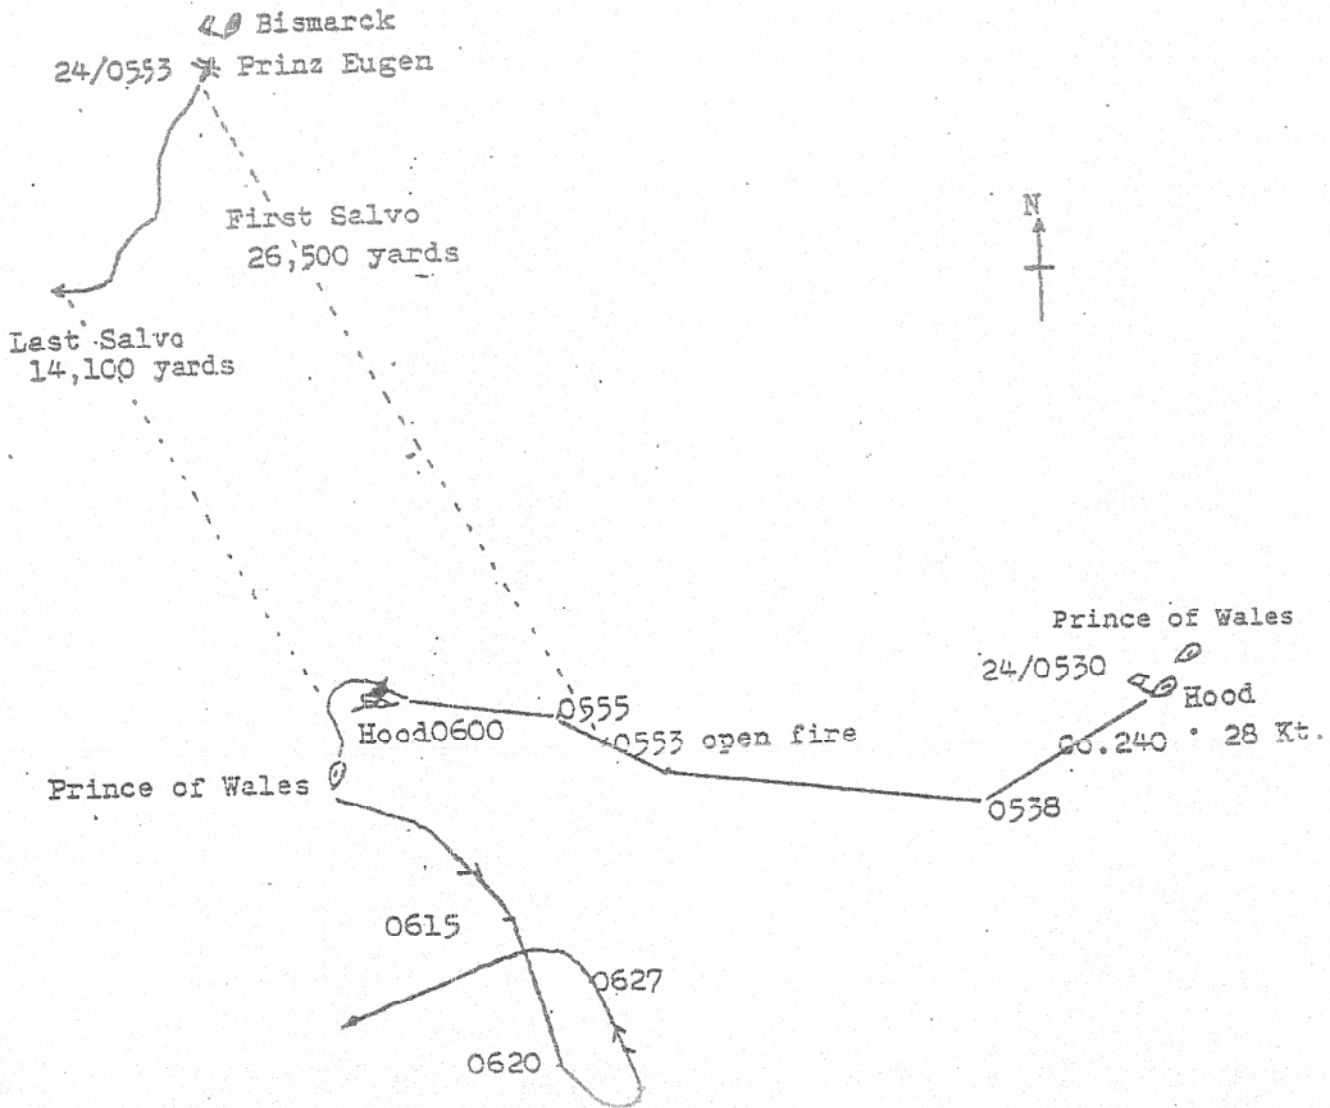 Bismarck
24/0553 Prinz Eugen
First Salvo
26,500 yards
N
Last Salvo
14,100 yards
Prince of Wales
24/0530
Hood
Co.240 28 Kt.
0555
Hood0600
0553 open fire
Prince of Wales
0538
0615
0627
0620